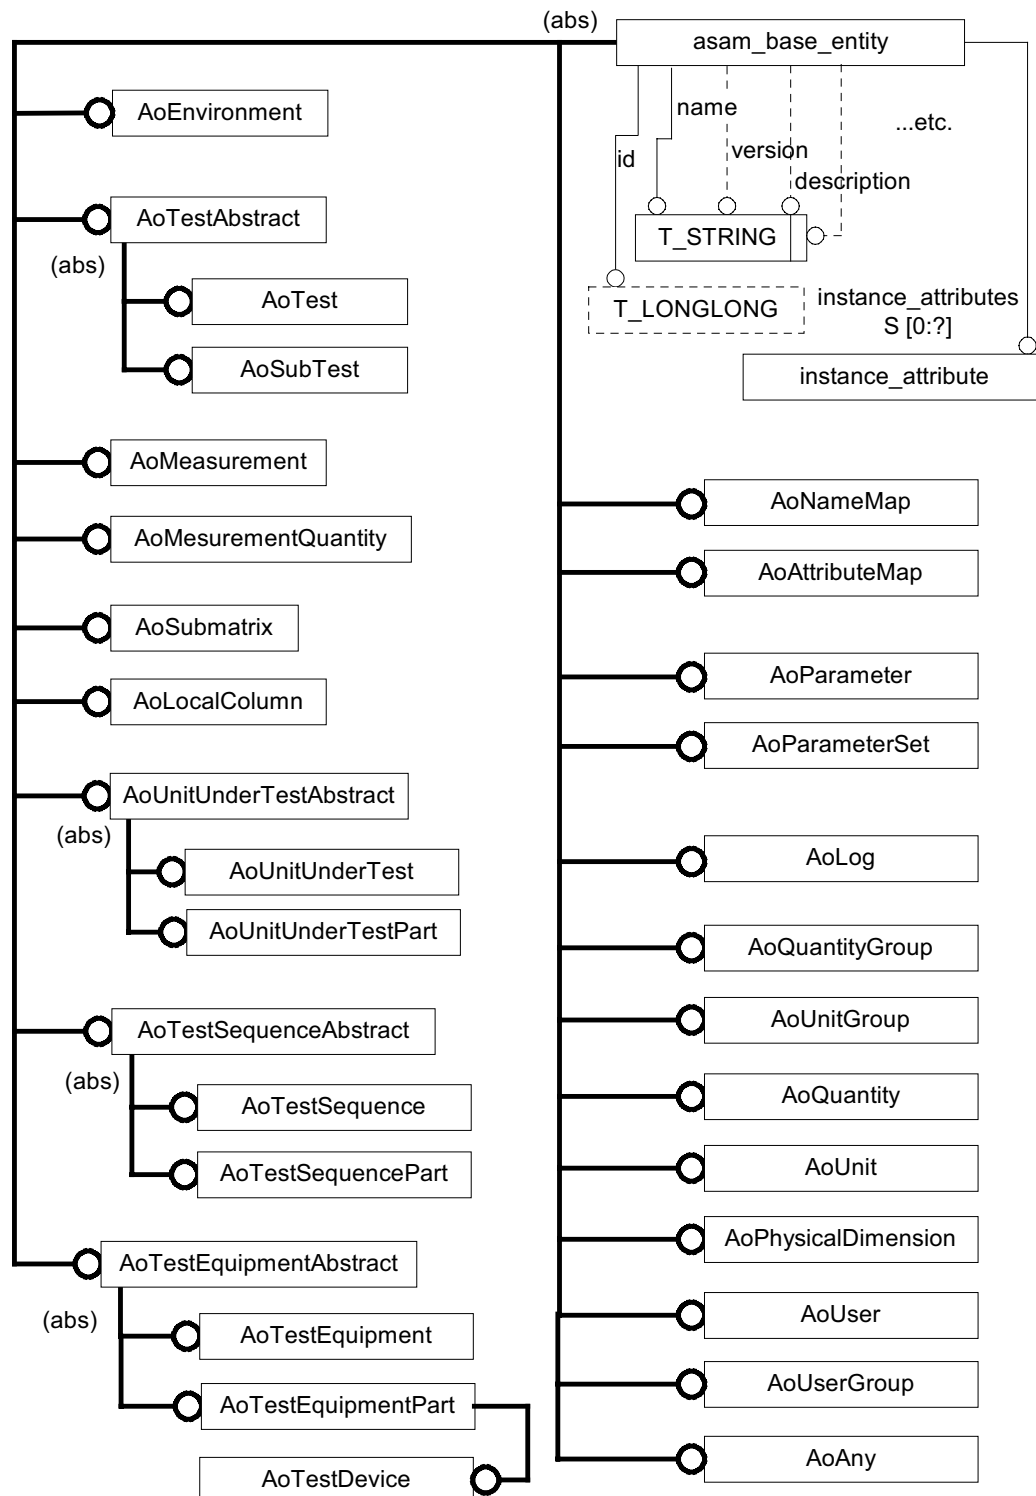 (abs)
asam_base_entity
name
...etc.
id
version
description
T_STRING
T_LONGLONG
instance_attributes
S [0:?]
instance_attribute
AoEnvironment
AoTestAbstract
(abs)
AoTest
AoSubTest
AoMeasurement
AoMesurementQuantity
AoSubmatrix
AoLocalColumn
AoUnitUnderTestAbstract
(abs)
AoUnitUnderTest
AoUnitUnderTestPart
AoTestSequenceAbstract
(abs)
AoTestSequence
AoTestSequencePart
AoTestEquipmentAbstract
(abs)
AoTestEquipment
AoTestEquipmentPart
AoTestDevice
AoNameMap
AoAttributeMap
AoParameter
AoParameterSet
AoLog
AoQuantityGroup
AoUnitGroup
AoQuantity
AoUnit
AoPhysicalDimension
AoUser
AoUserGroup
AoAny